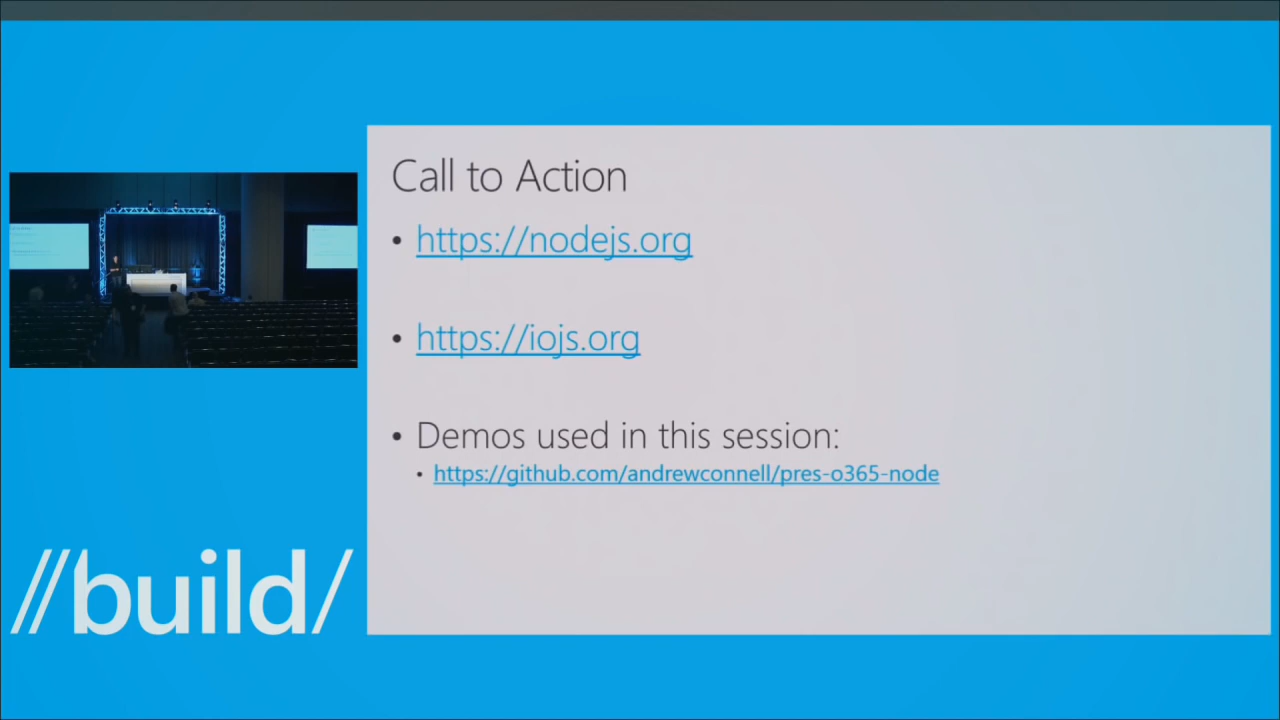 Call to Action
• https://nodejs.org
• https://iojs.org
• Demos used in this session:
• https://github.com/andrewconnell/pres-o365-node
//build/